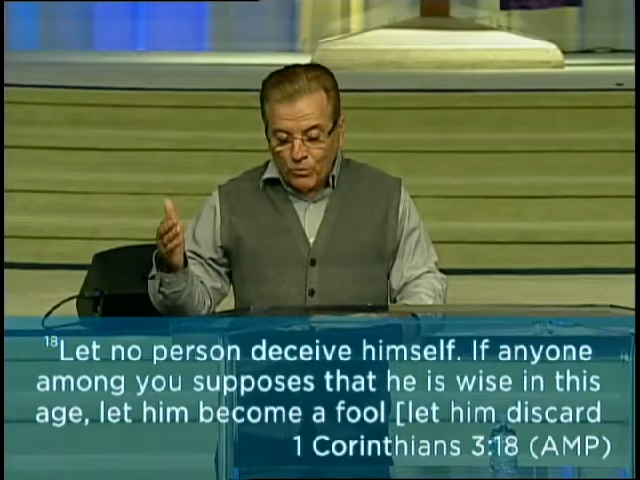 18Let no person deceive himself. If anyone
among you supposes that he is wise in this
age, let him become a fool [let him discard
1 Corinthians 3:18 (AMP)